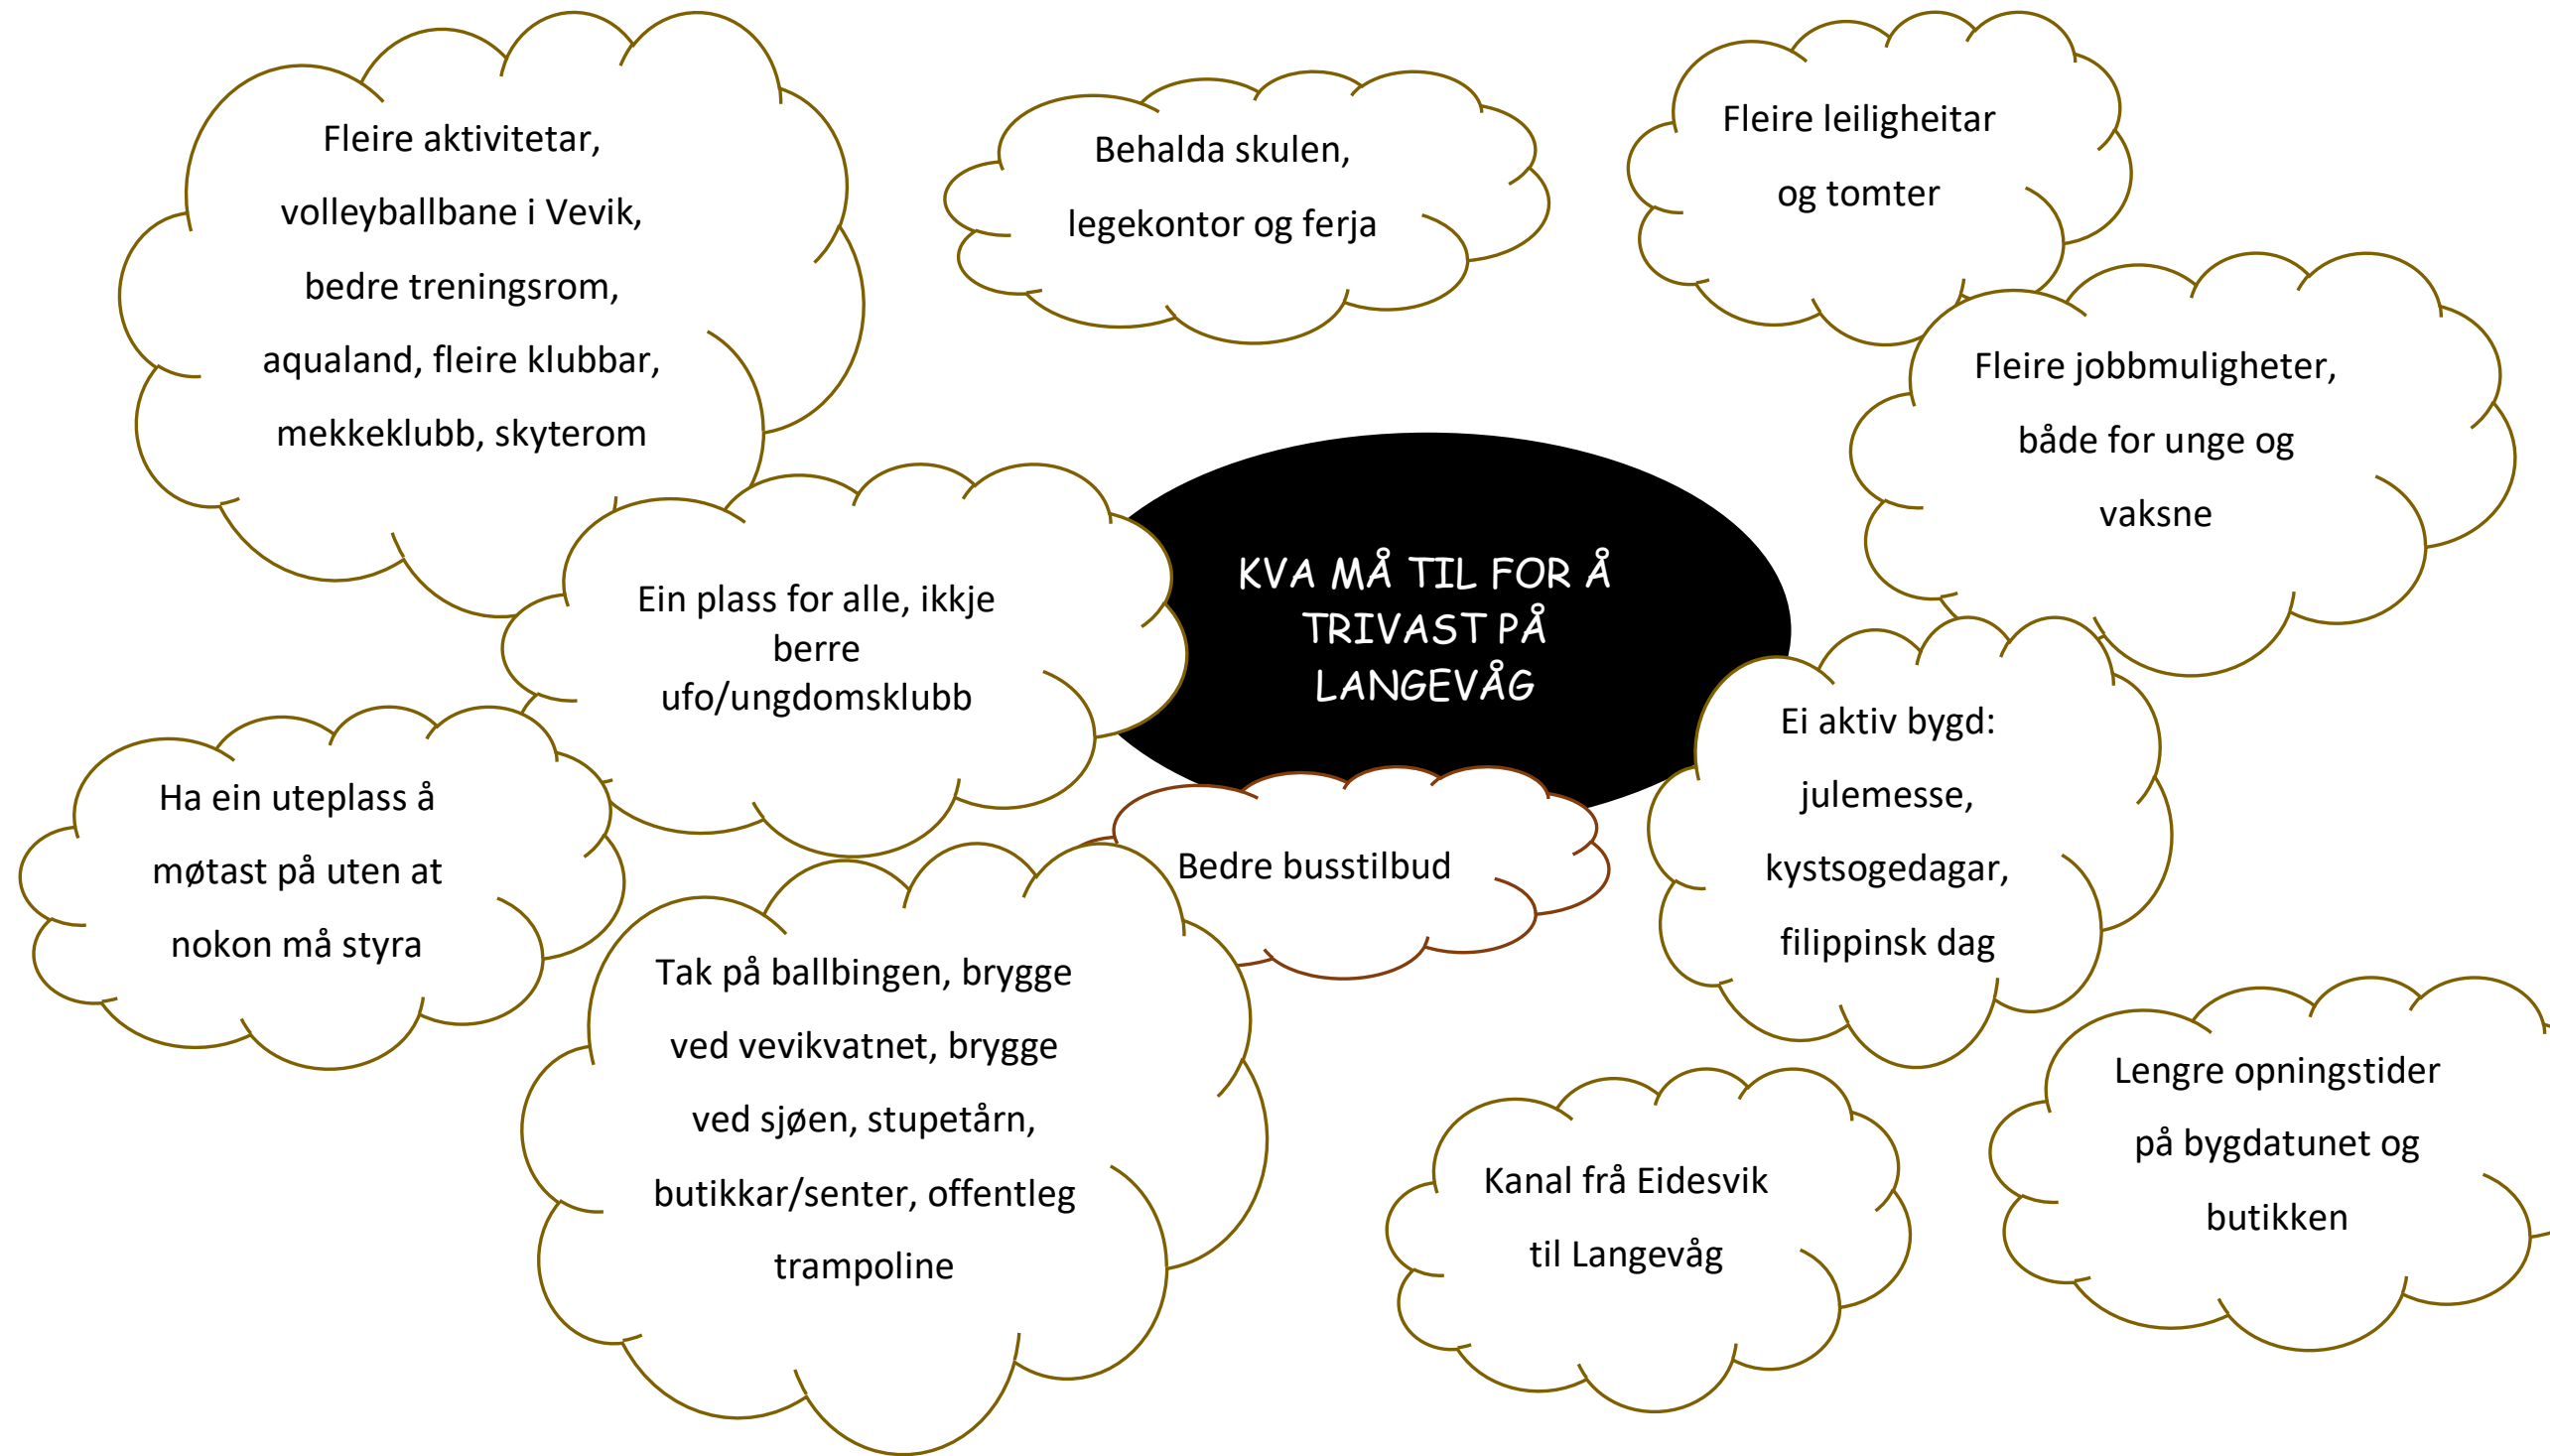 Fleire aktivitetar,
volleyballbane i Vevik,
bedre treningsrom,
aqualand, fleire klubbar,
mekkeklubb, skyterom
Behalda skulen,
legekontor og ferja
Fleire leiligheitar
og tomter
Fleire jobbmuligheter,
både for unge og
vaksne
KVA MÅ TIL FOR Å
TRIVAST PÅ
LANGEVÅG
Ein plass for alle, ikkje
berre
ufo/ungdomsklubb
Ei aktiv bygd:
julemesse,
kystsogedagar,
filippinsk dag
Ha ein uteplass å
møtast på uten at
nokon må styra
Bedre busstilbud
Tak på ballbingen, brygge
ved vevikvatnet, brygge
ved sjøen, stupetårn,
butikkar/senter, offentleg
trampoline
Kanal frå Eidesvik
til Langevåg
Lengre opningstider
på bygdatunet og
butikken